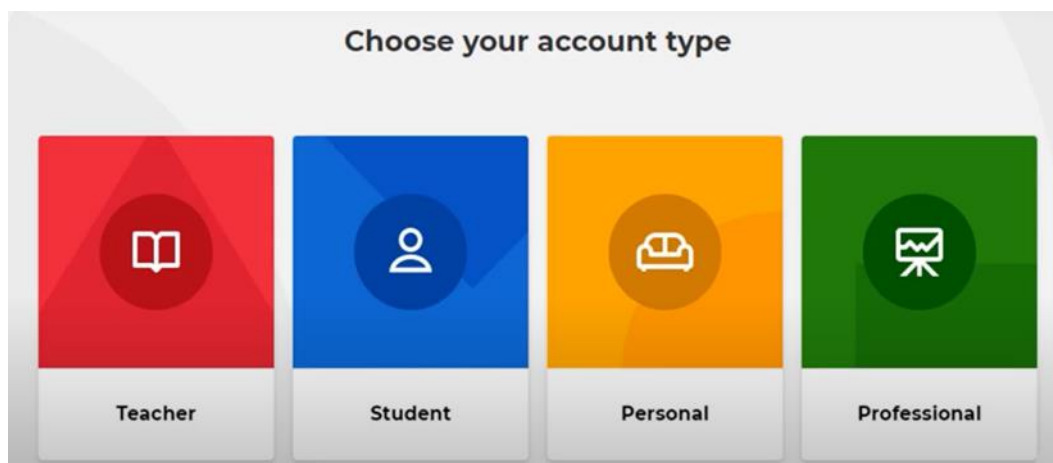 Choose your account type
Teacher
Student
Personal
Professional